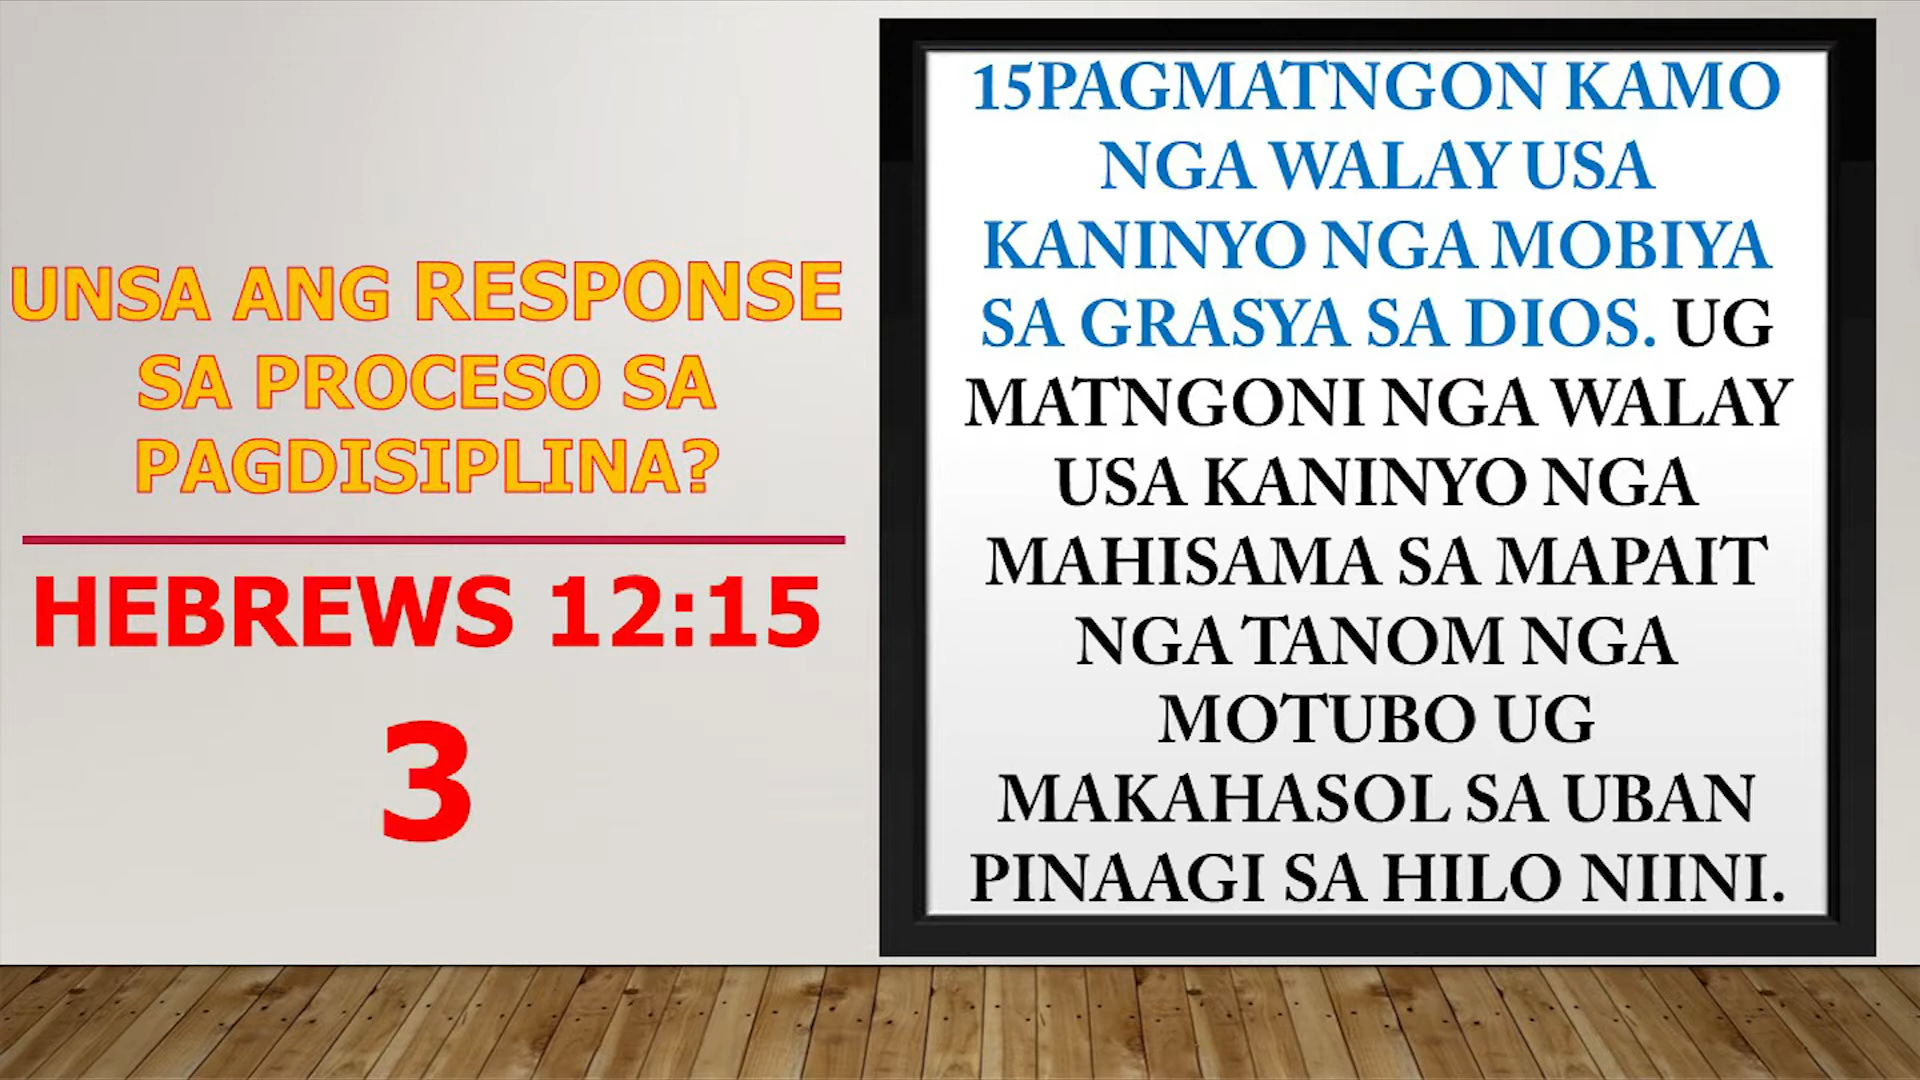 UNSA ANG RESPONSE
SA PROCESO SA
PAGDISIPLINA?
HEBREWS 12:15
3
15PAGMATNGON KAMO
NGA WALAY USA
KANINYO NGA MOBIYA
SA GRASYA SA DIOS. UG
MATNGONI NGA WALAY
USA KANINYO NGA
MAHISAMA SA MAPAIT
NGA TANOM NGA
MOTUBO UG
MAKAHASOL SA UBAN
PINAAGI SA HILO NIINI.